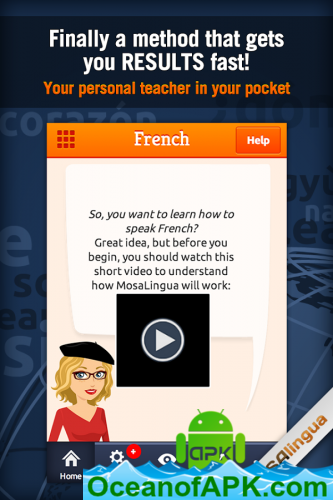 Finally a method that gets
you RESULTS fast!
Your personal teacher in your pocket
French
Help
So, you want to learn how to
speak French?
Great idea, but before you
begin, you should watch this
short video to understand
how MosaLingua will work:
corazón
Home
apk
OceanofAPK.com